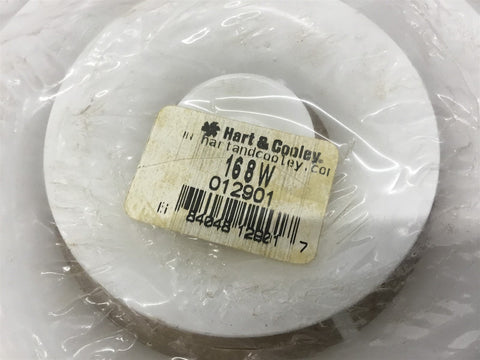 Hart & Cooley.
hartandcooley.com
168W
012901
84048 12901 7